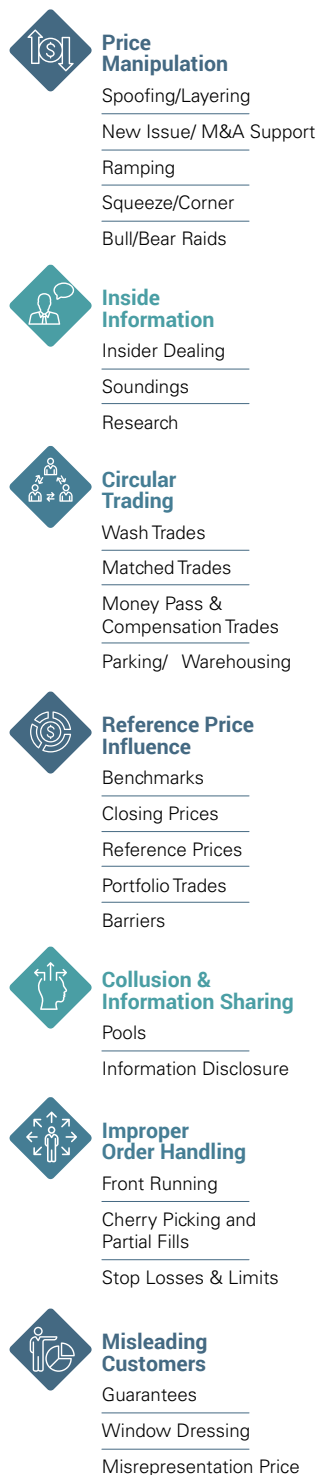 Price
Manipulation
Spoofing/Layering
New Issue/ M&A Support
Ramping
Squeeze/Corner
Bull/Bear Raids
Inside
Information
Insider Dealing
Soundings
Research
Circular
Trading
Wash Trades
Matched Trades
Money Pass &
Compensation Trades
Parking/ Warehousing
Reference Price
Influence
Benchmarks
Closing Prices
Reference Prices
Portfolio Trades
Barriers
Collusion &
Information Sharing
Pools
Information Disclosure
Improper
Order Handling
Front Running
Cherry Picking and
Partial Fills
Stop Losses & Limits
Misleading
Customers
Guarantees
Window Dressing
Misrepresentation Price